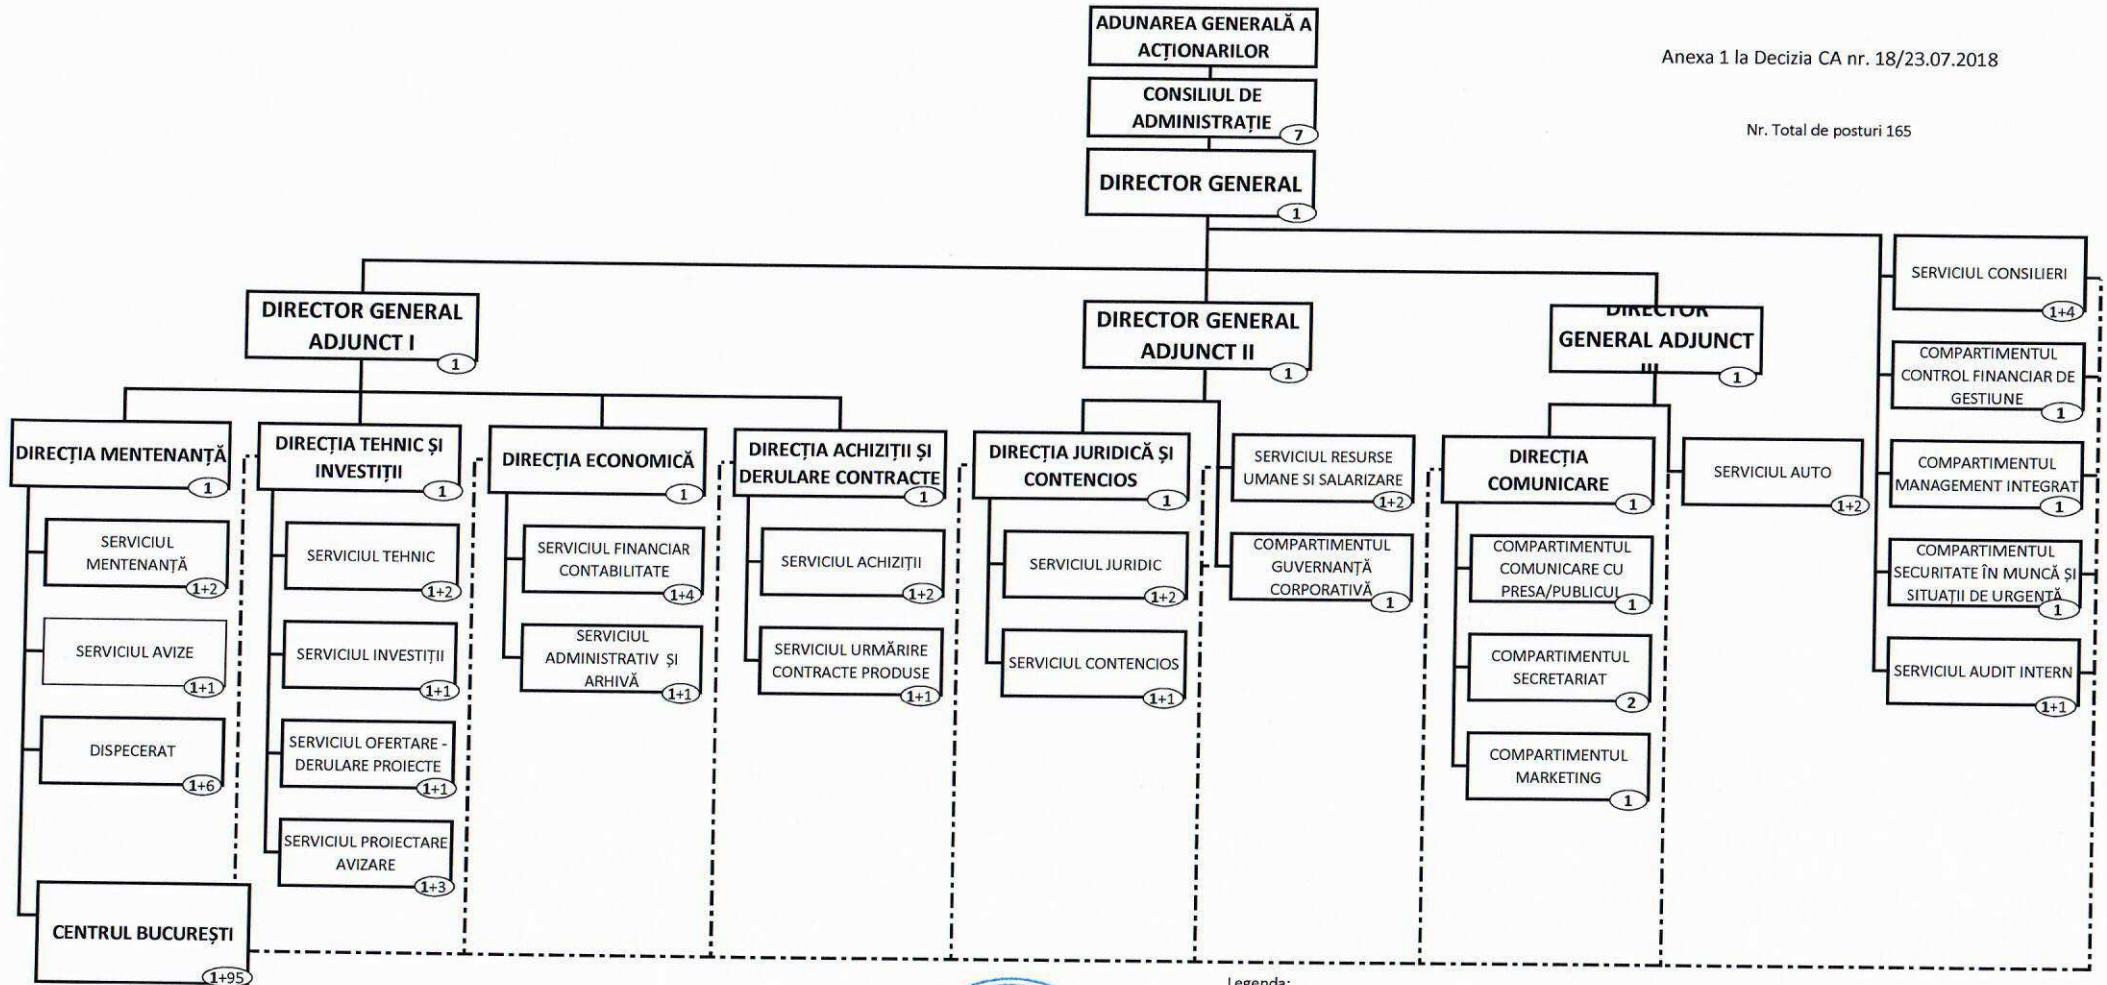 ADUNAREA GENERALĂ A
ACȚIONARILOR
Anexa 1 la Decizia CA nr. 18/23.07.2018
CONSILIUL DE
ADMINISTRAȚIE
7
Nr. Total de posturi 165
DIRECTOR GENERAL
1
SERVICIUL CONSILIERI
1+4
COMPARTIMENTUL
CONTROL FINANCIAR DE
GESTIUNE
1
COMPARTIMENTUL
MANAGEMENT INTEGRAT
1
COMPARTIMENTUL
SECURITATE ÎN MUNCĂ ȘI
SITUAȚII DE URGENȚĂ
1
SERVICIUL AUDIT INTERN
1+1
DIRECTOR GENERAL
ADJUNCT I
1
DIRECTOR GENERAL
ADJUNCT II
1
DIRECTOR
GENERAL ADJUNCT
III
1
DIRECȚIA MENTENANȚĂ
1
SERVICIUL
MENTENANȚĂ
1+2
SERVICIUL AVIZE
1+1
DISPECERAT
1+6
CENTRUL BUCUREȘTI
1+95
DIRECȚIA TEHNIC ȘI
INVESTIȚII
1
SERVICIUL TEHNIC
1+2
SERVICIUL INVESTIȚII
1+1
SERVICIUL OFERTARE -
DERULARE PROIECTE
1+1
SERVICIUL PROIECTARE
AVIZARE
1+3
DIRECȚIA ECONOMICĂ
1
SERVICIUL FINANCIAR
CONTABILITATE
1+4
SERVICIUL
ADMINISTRATIV ȘI
ARHIVĂ
1+1
DIRECȚIA ACHIZIȚII ȘI
DERULARE CONTRACTE
1
SERVICIUL ACHIZIȚII
1+2
SERVICIUL URMĂRIRE
CONTRACTE PRODUSE
1+1
DIRECȚIA JURIDICĂ ȘI
CONTENCIOS
1
SERVICIUL JURIDIC
1+2
SERVICIUL CONTENCIOS
1+1
SERVICIUL RESURSE
UMANE SI SALARIZARE
1+2
COMPARTIMENTUL
GUVERNANȚĂ
CORPORATIVĂ
1
DIRECȚIA
COMUNICARE
1
COMPARTIMENTUL
COMUNICARE CU
PRESA/PUBLICUL
1
COMPARTIMENTUL
SECRETARIAT
2
COMPARTIMENTUL
MARKETING
1
SERVICIUL AUTO
1+2
Legenda: